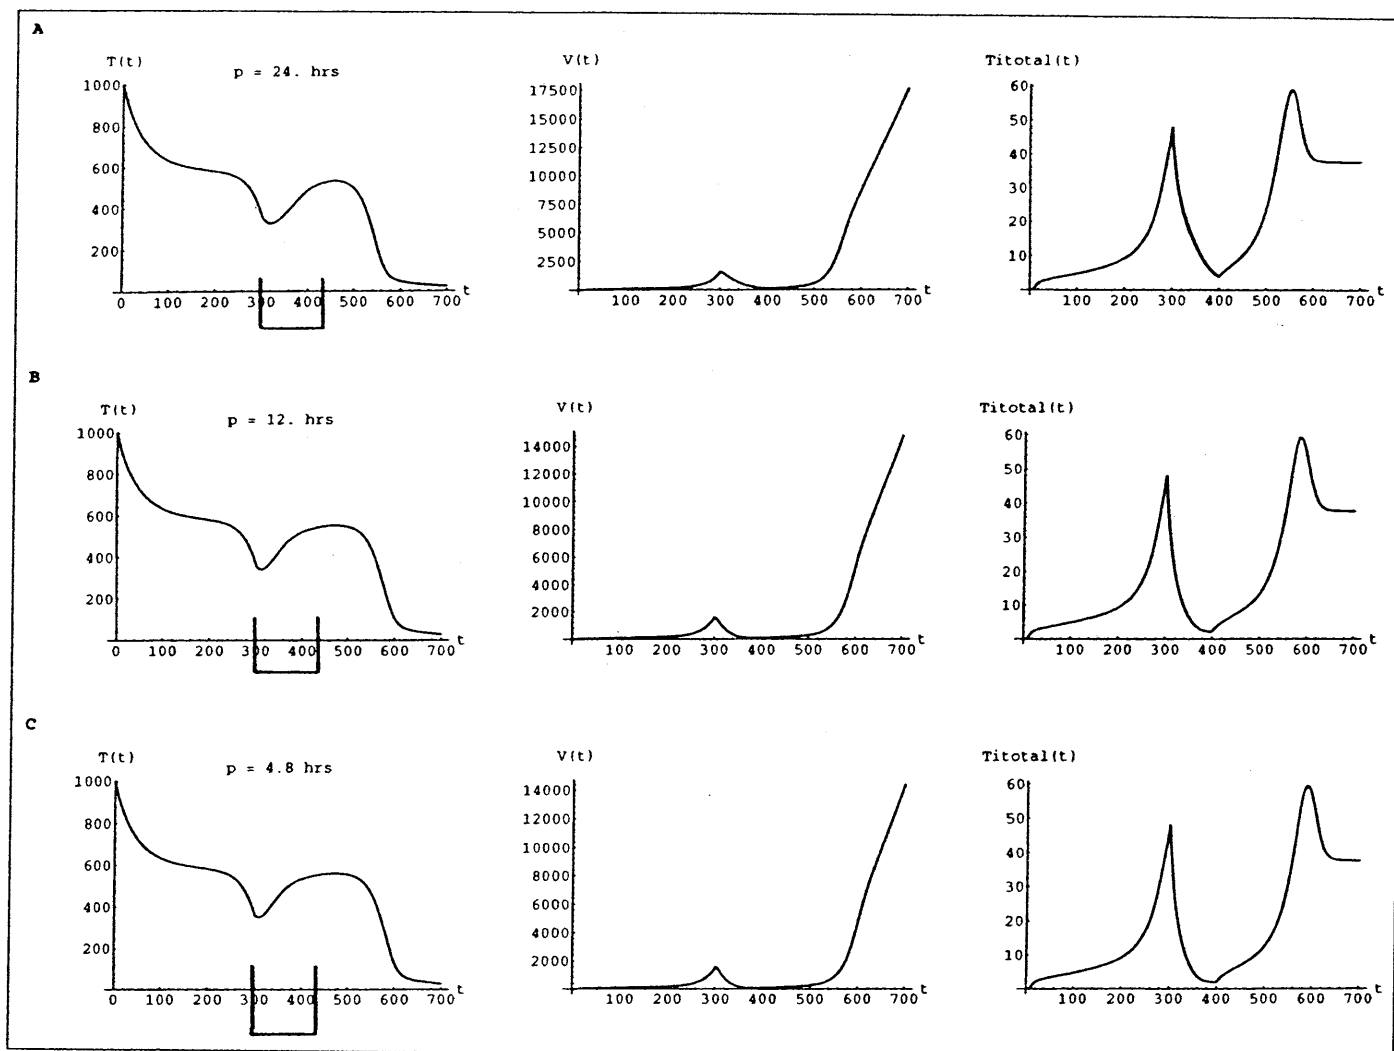 A
T(t)
p = 24. hrs
1000
800
600
400
200
0 100 200 300 400 500 600 700 t
V(t)
17500
15000
12500
10000
7500
5000
2500
100 200 300 400 500 600 700 t
Titotal(t)
60
50
40
30
20
10
100 200 300 400 500 600 700 t
B
T(t)
p = 12. hrs
1000
800
600
400
200
0 100 200 300 400 500 600 700 t
V(t)
14000
12000
10000
8000
6000
4000
2000
100 200 300 400 500 600 700 t
Titotal(t)
60
50
40
30
20
10
100 200 300 400 500 600 700 t
C
T(t)
p = 4.8 hrs
1000
800
600
400
200
0 100 200 300 400 500 600 700 t
V(t)
14000
12000
10000
8000
6000
4000
2000
100 200 300 400 500 600 700 t
Titotal(t)
60
50
40
30
20
10
100 200 300 400 500 600 700 t